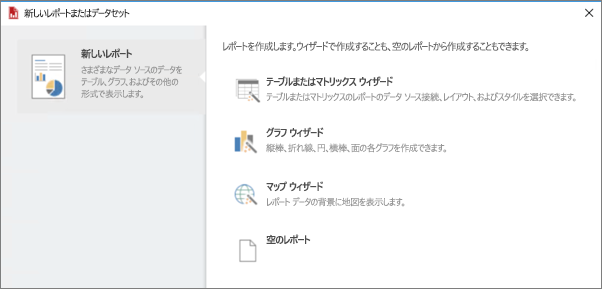 新しいレポートまたはデータセット
新しいレポート
さまざまなデータ ソースのデータを
テーブル、グラフ、およびその他の
形式で表示します。
レポートを作成します。ウィザードで作成することも、空のレポートから作成することもできます。
テーブルまたはマトリックス ウィザード
テーブルまたはマトリックスのレポートのデータ ソース接続、レイアウト、およびスタイルを選択できます。
グラフ ウィザード
縦棒、折れ線、円、横棒、面の各グラフを作成できます。
マップ ウィザード
レポート データの背景に地図を表示します。
空のレポート